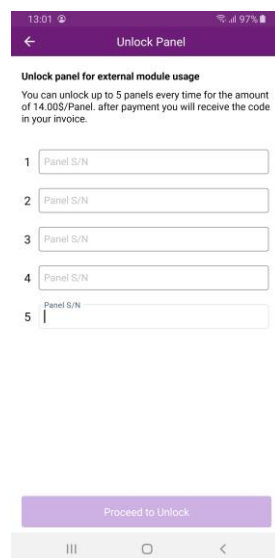 13:01 97%
Unlock Panel
Unlock panel for external module usage
You can unlock up to 5 panels every time for the amount
of 14.00$/Panel. after payment you will receive the code
in your invoice.
1 Panel S/N
2 Panel S/N
3 Panel S/N
4 Panel S/N
Panel S/N
5
Proceed to Unlock